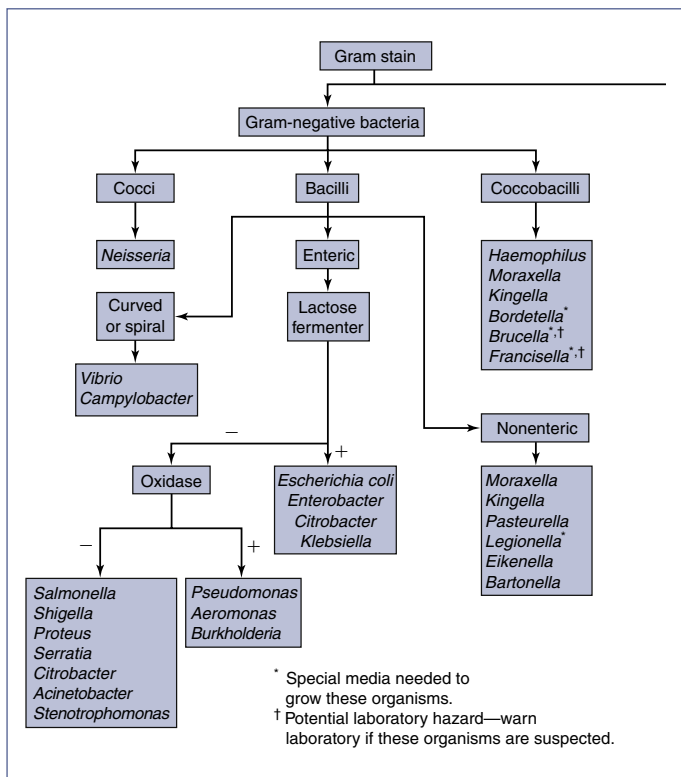 Gram stain
Gram-negative bacteria
Cocci
Bacilli
Coccobacilli
Neisseria
Enteric
Haemophilus
Moraxella
Kingella
Bordetella*
Brucella*,†
Francisella*,†
Curved
or spiral
Lactose
fermenter
Vibrio
Campylobacter
Nonenteric
−
+
Oxidase
Escherichia coli
Enterobacter
Citrobacter
Klebsiella
Moraxella
Kingella
Pasteurella
Legionella*
Eikenella
Bartonella
−
+
Salmonella
Shigella
Proteus
Serratia
Citrobacter
Acinetobacter
Stenotrophomonas
Pseudomonas
Aeromonas
Burkholderia
* Special media needed to
grow these organisms.
† Potential laboratory hazard—warn
laboratory if these organisms are suspected.